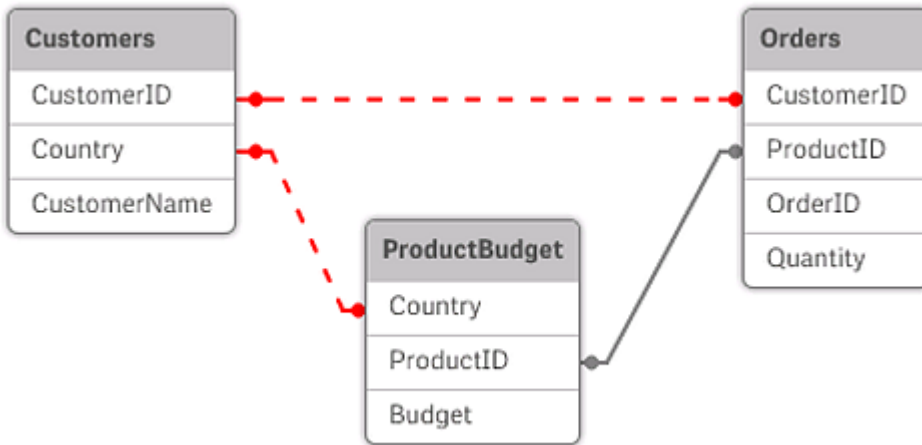 Customers
CustomerID
Country
CustomerName
Orders
CustomerID
ProductID
OrderID
Quantity
ProductBudget
Country
ProductID
Budget